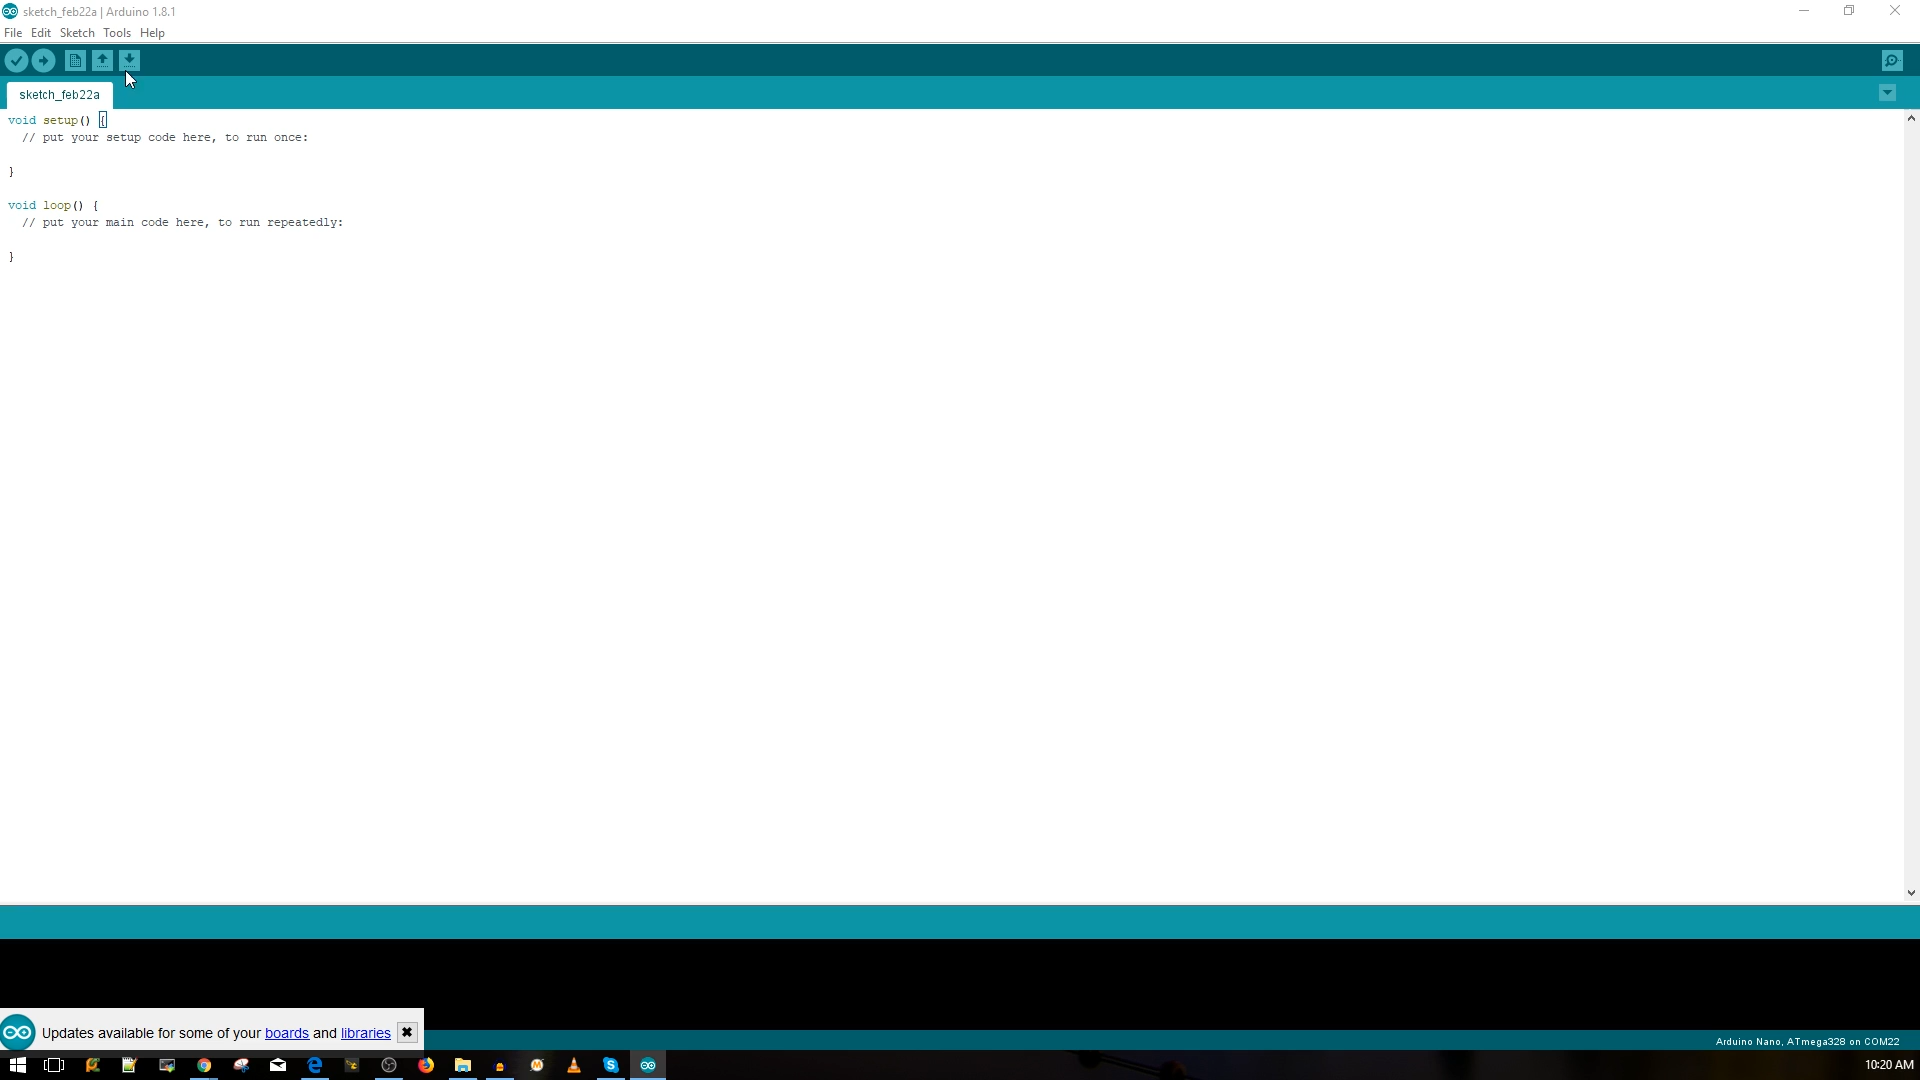 sketch_feb22a | Arduino 1.8.1
File Edit Sketch Tools Help
sketch_feb22a
void setup() {
  // put your setup code here, to run once:
}
void loop() {
  // put your main code here, to run repeatedly:
}
Updates available for some of your boards and libraries
Arduino Nano, ATmega328 on COM22
10:20 AM